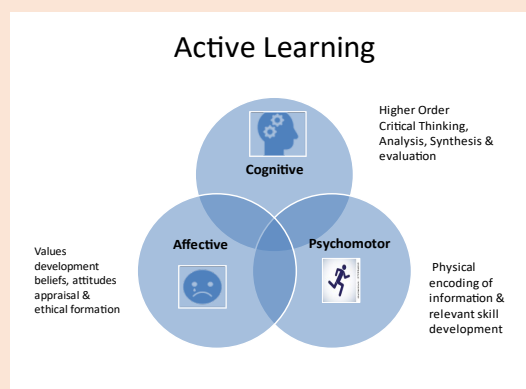 Active Learning
Higher Order
Critical Thinking,
Analysis, Synthesis &
evaluation
Cognitive
Affective
Psychomotor
Values
development
beliefs, attitudes
appraisal &
ethical formation
Physical
encoding of
information &
relevant skill
development